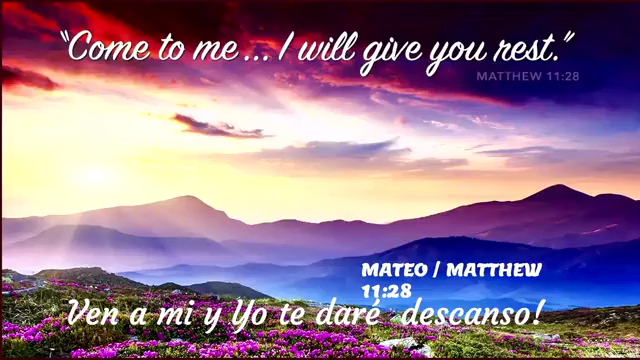 “Come to me... I will give you rest.”
MATTHEW 11:28
MATEO / MATTHEW
11:28
Ven a mi y Yo te daré descanso!